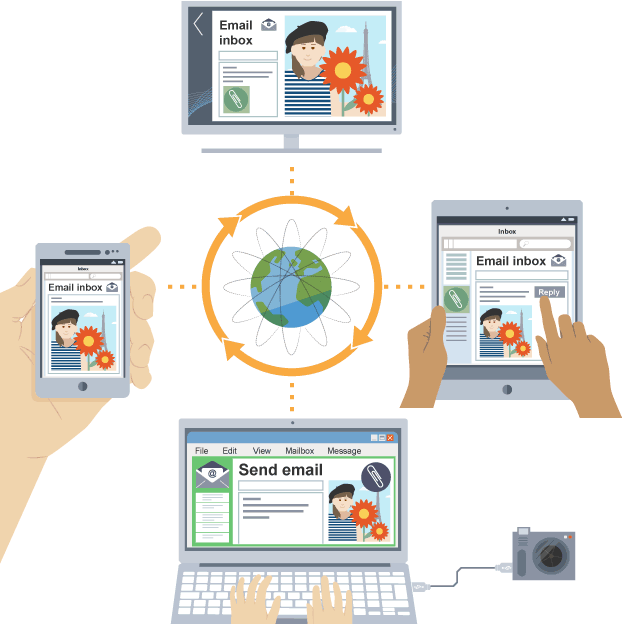 Email
inbox
Inbox
Email inbox
Inbox
Email inbox
Reply
File Edit View Mailbox Message
@
Send email